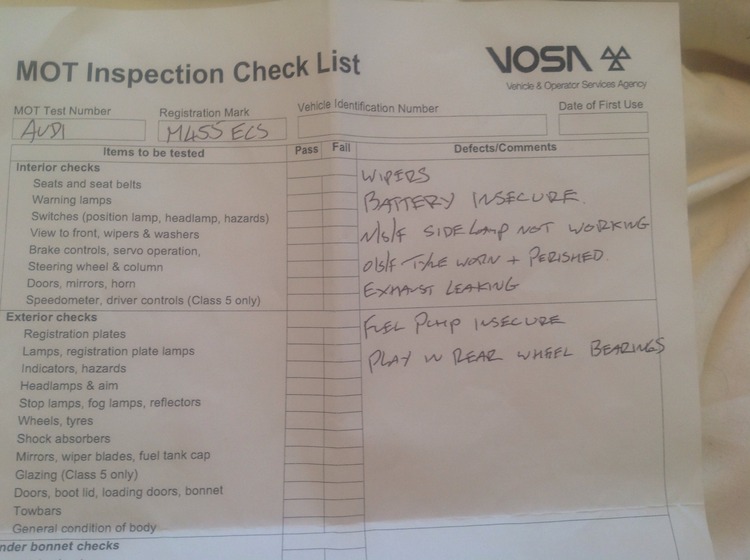 MOT Inspection Check List
VOSA
Vehicle & Operator Services Agency
MOT Test Number
Registration Mark
Vehicle Identification Number
Date of First Use
AUDI
M455 ECS
Items to be tested
Pass
Fail
Defects/Comments
Interior checks
WIPERS
Seats and seat belts
BATTERY INSECURE.
Warning lamps
Switches (position lamp, headlamp, hazards)
N/S/F SIDE LAMP NOT WORKING
View to front, wipers & washers
Brake controls, servo operation,
O/S/F TYRE WORN + PERISHED.
Steering wheel & column
Doors, mirrors, horn
EXHAUST LEAKING
Speedometer, driver controls (Class 5 only)
Exterior checks
FUEL PUMP INSECURE
Registration plates
Lamps, registration plate lamps
PLAY IN REAR WHEEL BEARINGS
Indicators, hazards
Headlamps & aim
Stop lamps, fog lamps, reflectors
Wheels, tyres
Shock absorbers
Mirrors, wiper blades, fuel tank cap
Glazing (Class 5 only)
Doors, boot lid, loading doors, bonnet
Towbars
General condition of body
nder bonnet checks